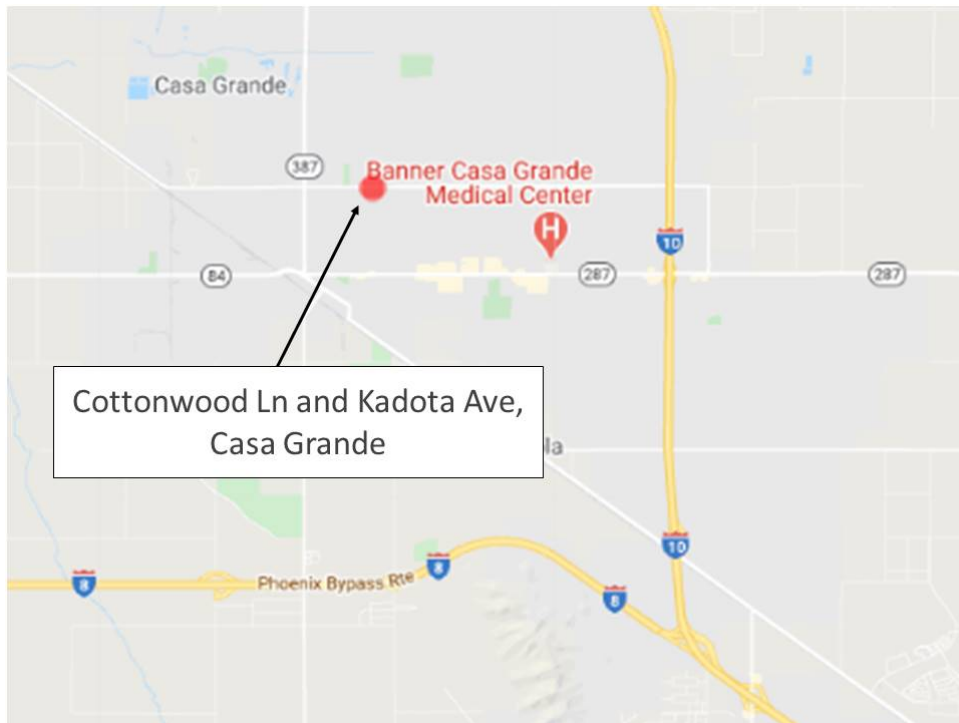 Casa Grande
387
Banner Casa Grande
Medical Center
H
10
84
287
287
Cottonwood Ln and Kadota Ave,
Casa Grande
10
8
Phoenix Bypass Rte
8
8